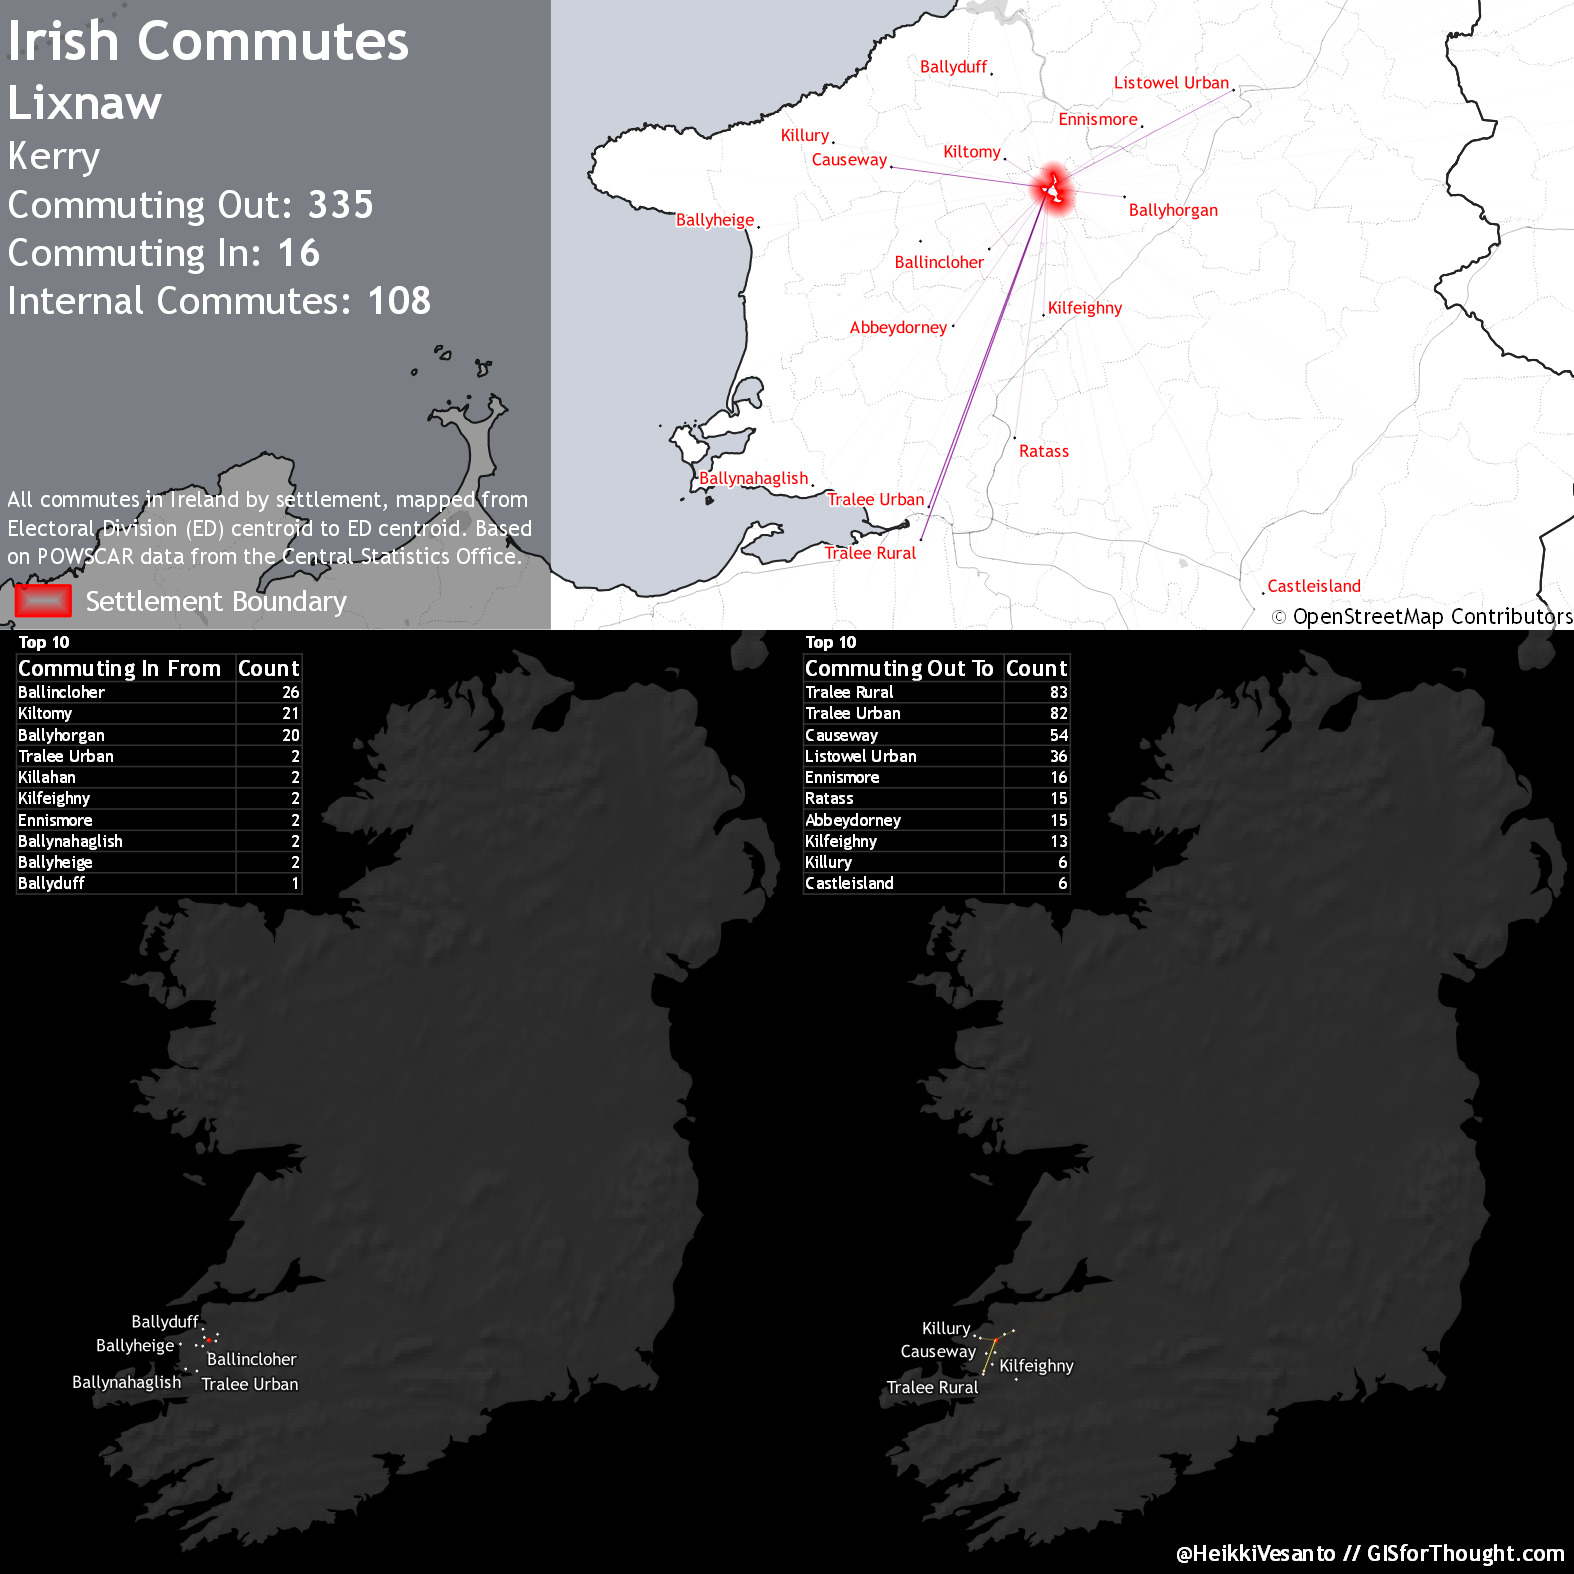 Irish Commutes
Lixnaw
Kerry
Commuting Out: 335
Commuting In: 16
Internal Commutes: 108
All commutes in Ireland by settlement, mapped from
Electoral Division (ED) centroid to ED centroid. Based
on POWSCAR data from the Central Statistics Office.
Settlement Boundary
Ballyduff
Listowel Urban
Ennismore
Killury
Kiltomy
Causeway
Ballyhorgan
Ballyheige
Ballincloher
Kilfeighny
Abbeydorney
Ratass
Ballynahaglish
Tralee Urban
Tralee Rural
Castleisland
© OpenStreetMap Contributors
Top 10
Commuting In From Count
Ballincloher 26
Kiltomy 21
Ballyhorgan 20
Tralee Urban 2
Killahan 2
Kilfeighny 2
Ennismore 2
Ballynahaglish 2
Ballyheige 2
Ballyduff 1
Top 10
Commuting Out To Count
Tralee Rural 83
Tralee Urban 82
Causeway 54
Listowel Urban 36
Ennismore 16
Ratass 15
Abbeydorney 15
Kilfeighny 13
Killury 6
Castleisland 6
Ballyduff
Ballyheige
Ballincloher
Ballynahaglish
Tralee Urban
Killury
Causeway
Kilfeighny
Tralee Rural
@HeikkiVesanto // GISforThought.com